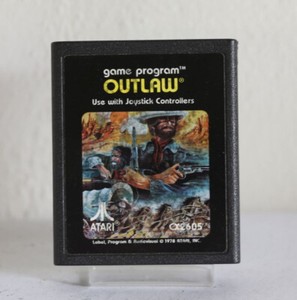 game program™
OUTLAW®
Use with Joystick Controllers
ATARI
CX2605
Label, Program & Audiovisual © 1978 ATARI, INC.